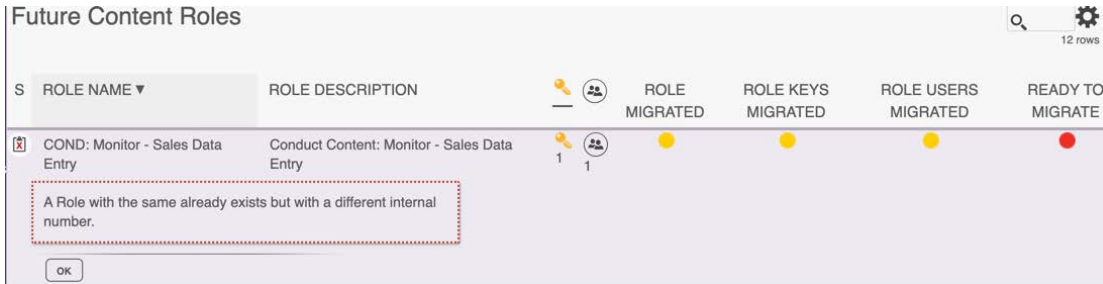 Future Content Roles
12 rows
S ROLE NAME ▼ ROLE DESCRIPTION ROLE MIGRATED ROLE KEYS MIGRATED ROLE USERS MIGRATED READY TO MIGRATE
COND: Monitor - Sales Data Entry
Conduct Content: Monitor - Sales Data Entry
1 1
A Role with the same already exists but with a different internal
number.
OK